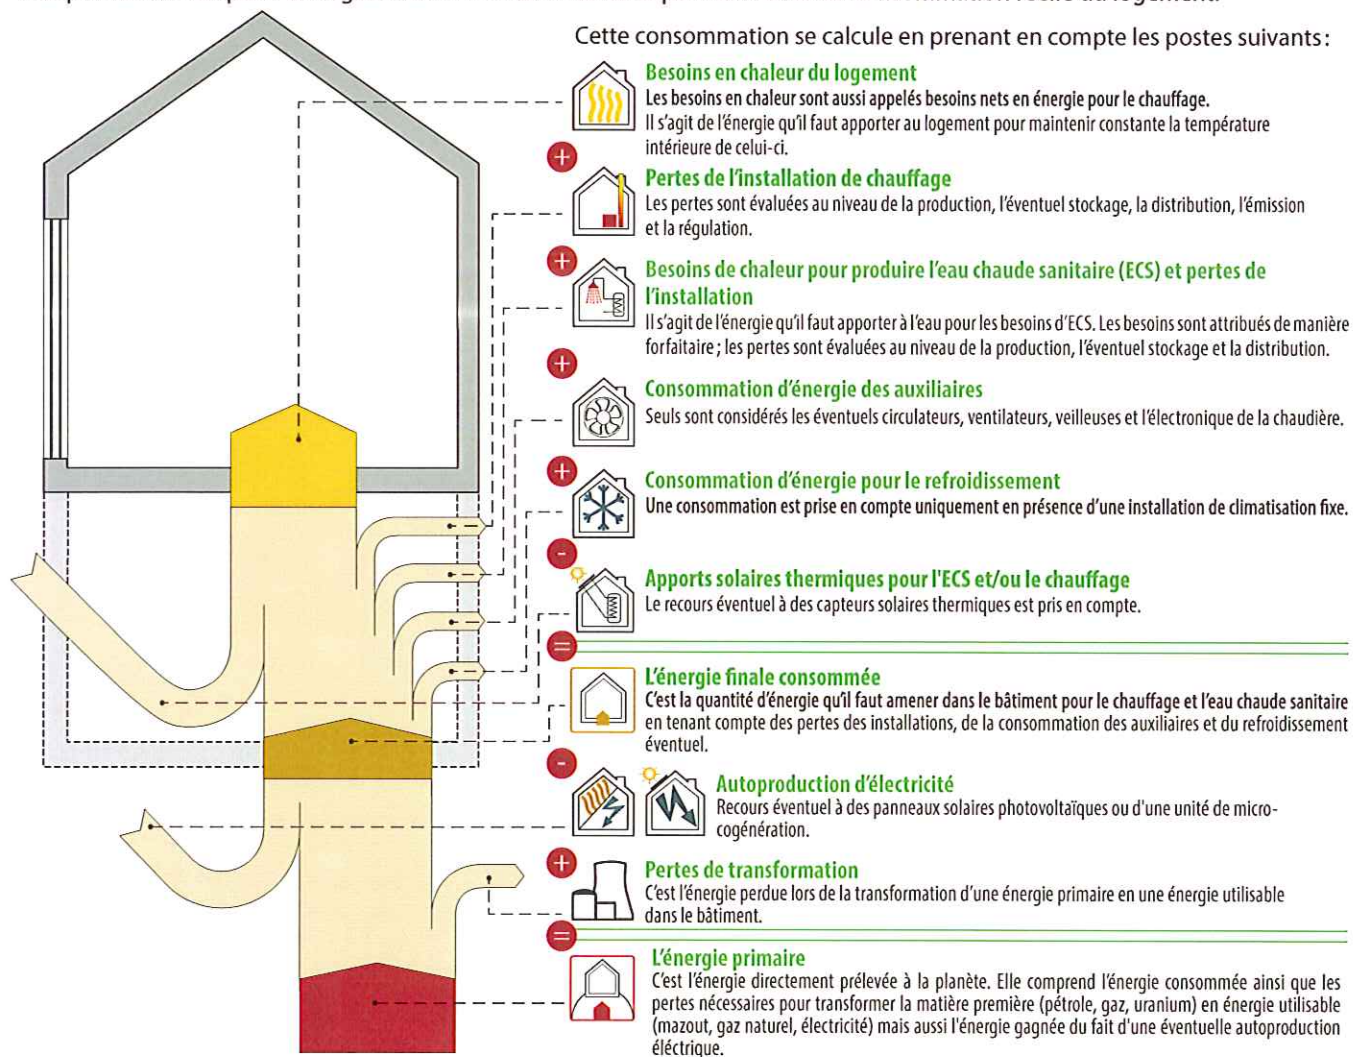 Cette consommation se calcule en prenant en compte les postes suivants :
Besoins en chaleur du logement
Les besoins en chaleur sont aussi appelés besoins nets en énergie pour le chauffage.
Il s'agit de l'énergie qu'il faut apporter au logement pour maintenir constante la température
intérieure de celui-ci.
+
Pertes de l'installation de chauffage
Les pertes sont évaluées au niveau de la production, l'éventuel stockage, la distribution, l'émission
et la régulation.
+
Besoins de chaleur pour produire l'eau chaude sanitaire (ECS) et pertes de
l'installation
Il s'agit de l'énergie qu'il faut apporter à l'eau pour les besoins d'ECS. Les besoins sont attribués de manière
forfaitaire ; les pertes sont évaluées au niveau de la production, l'éventuel stockage et la distribution.
+
Consommation d'énergie des auxiliaires
Seuls sont considérés les éventuels circulateurs, ventilateurs, veilleuses et l'électronique de la chaudière.
+
Consommation d'énergie pour le refroidissement
Une consommation est prise en compte uniquement en présence d'une installation de climatisation fixe.
-
Apports solaires thermiques pour l'ECS et/ou le chauffage
Le recours éventuel à des capteurs solaires thermiques est pris en compte.
=
L'énergie finale consommée
C'est la quantité d'énergie qu'il faut amener dans le bâtiment pour le chauffage et l'eau chaude sanitaire
en tenant compte des pertes des installations, de la consommation des auxiliaires et du refroidissement
éventuel.
-
Autoproduction d'électricité
Recours éventuel à des panneaux solaires photovoltaïques ou d'une unité de micro-
cogénération.
+
Pertes de transformation
C'est l'énergie perdue lors de la transformation d'une énergie primaire en une énergie utilisable
dans le bâtiment.
=
L'énergie primaire
C'est l'énergie directement prélevée à la planète. Elle comprend l'énergie consommée ainsi que les
pertes nécessaires pour transformer la matière première (pétrole, gaz, uranium) en énergie utilisable
(mazout, gaz naturel, électricité) mais aussi l'énergie gagnée du fait d'une éventuelle autoproduction
éléctrique.